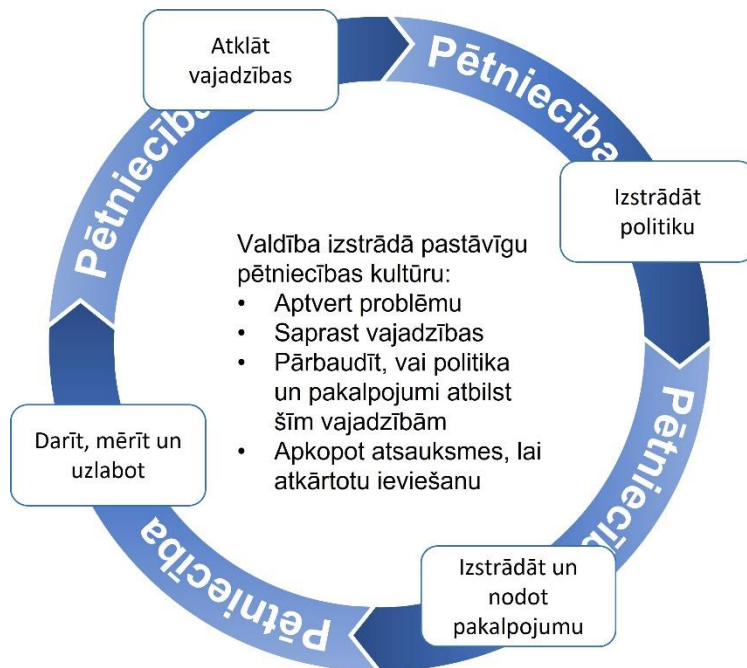 Atklāt
vajadzības
Pētniecība
Izstrādāt
politiku
Pētniecība
Izstrādāt un
nodot
pakalpojumu
Pētniecība
Darīt, mērīt un
uzlabot
Pētniecība
Valdība izstrādā pastāvīgu
pētniecības kultūru:
• Aptvert problēmu
• Saprast vajadzības
• Pārbaudīt, vai politika
un pakalpojumi atbilst
šīm vajadzībām
• Apkopot atsauksmes, lai
atkārtotu ieviešanu